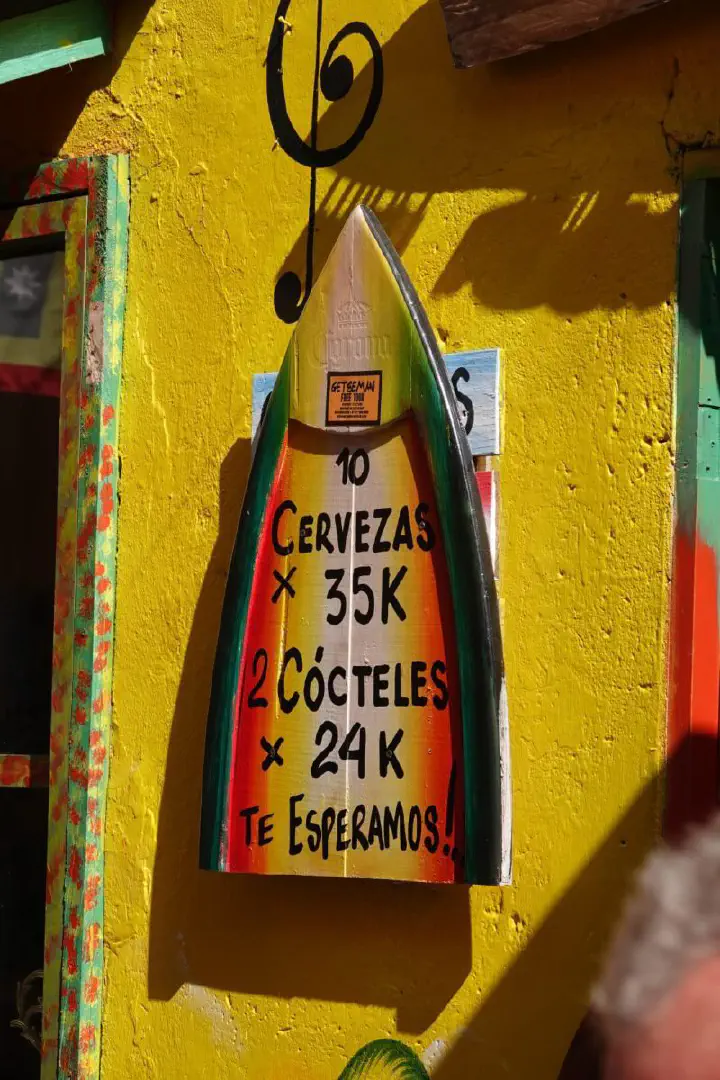 Corona
GETSEMANI
FREE TOUR
S
10
CERVEZAS
x 35K
2 CÓCTELES
x 24K
TE ESPERAMOS!